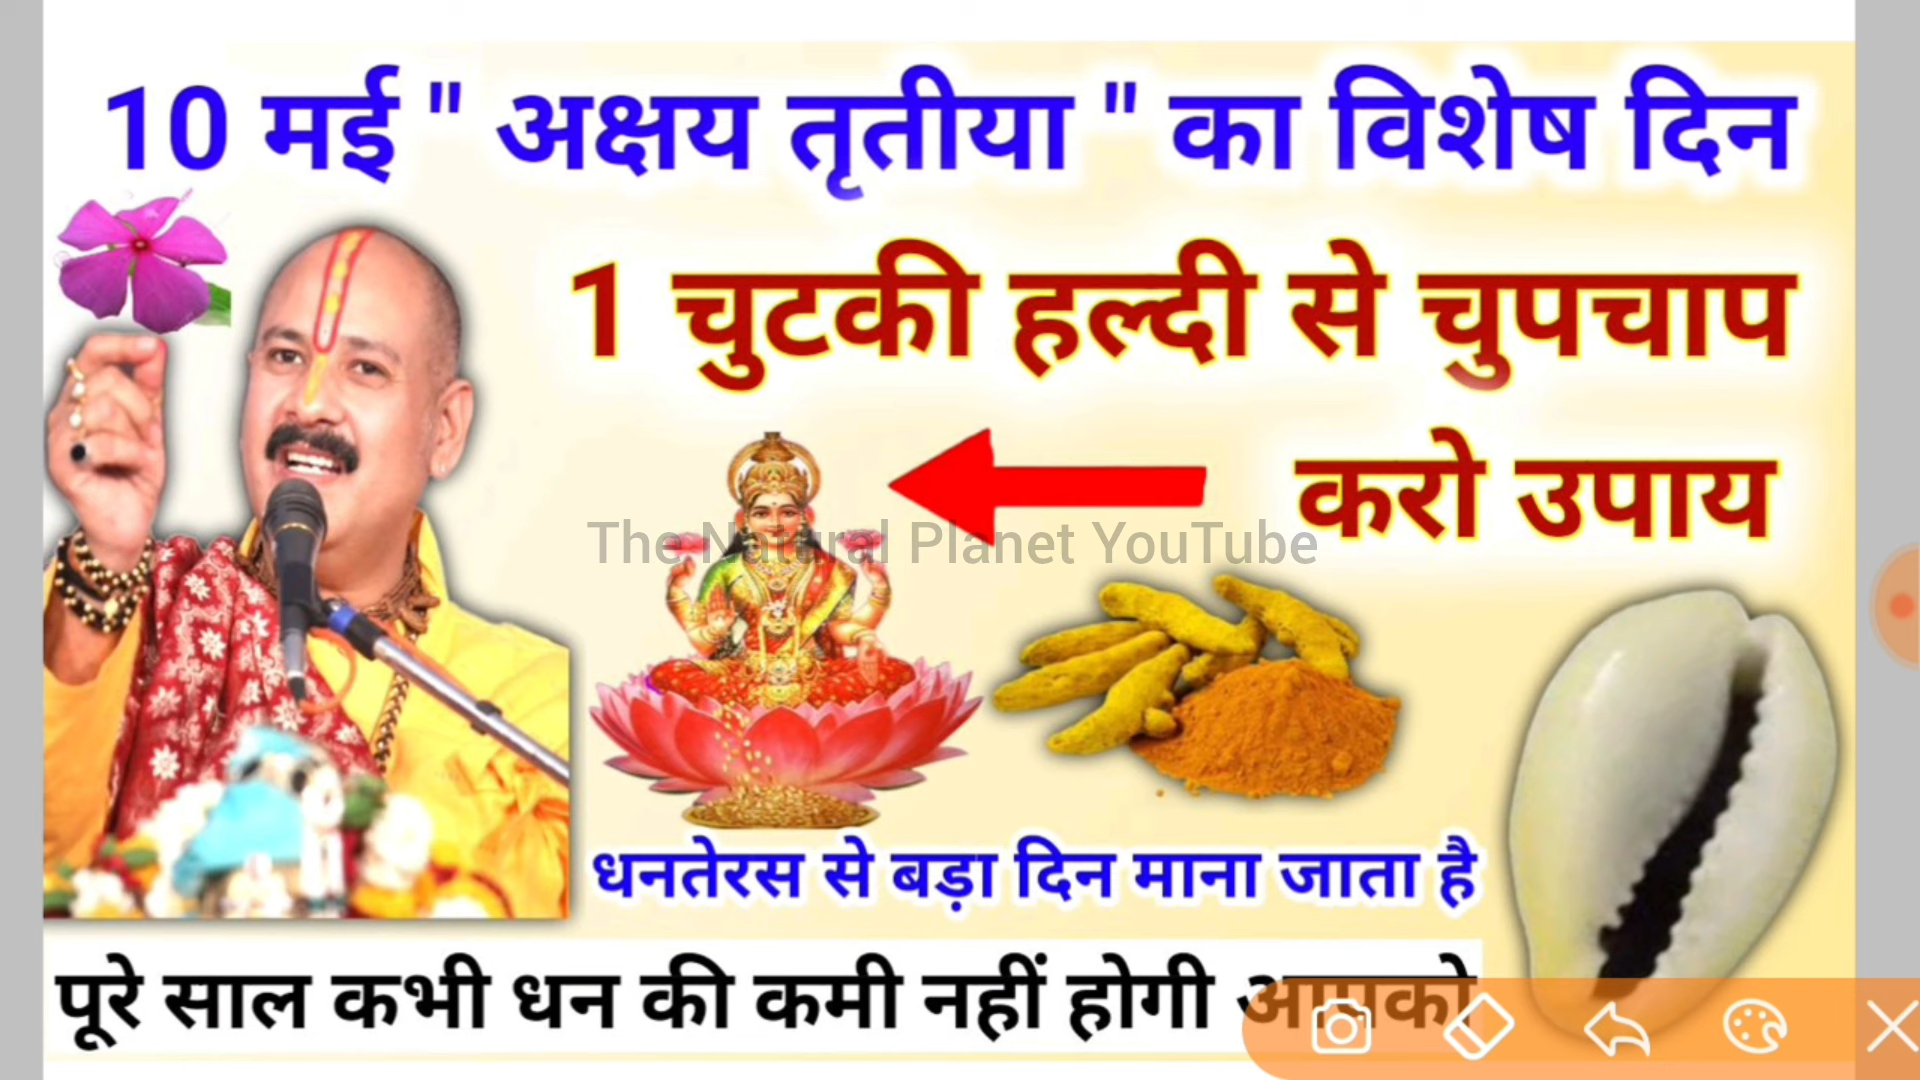 10 मई " अक्षय तृतीया " का विशेष दिन
1 चुटकी हल्दी से चुपचाप
करो उपाय
The Natural Planet YouTube
धनतेरस से बड़ा दिन माना जाता है
पूरे साल कभी धन की कमी नहीं होगी आपको